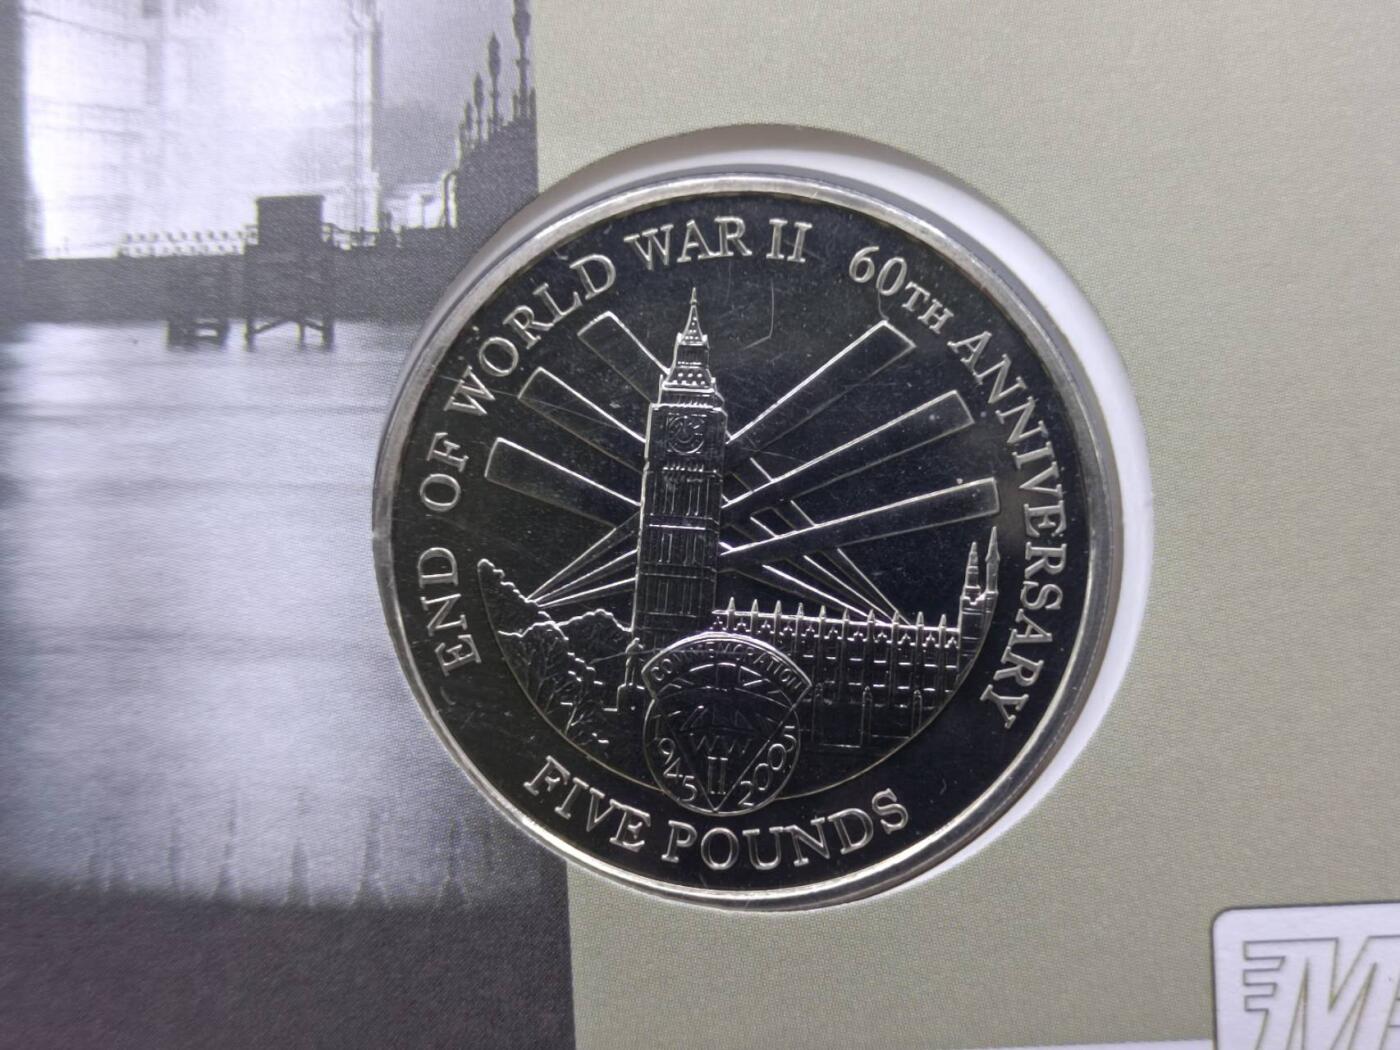 END OF WORLD WAR II 60TH ANNIVERSARY
COMMEMORATION
WW
II
1945 2005
FIVE POUNDS
M